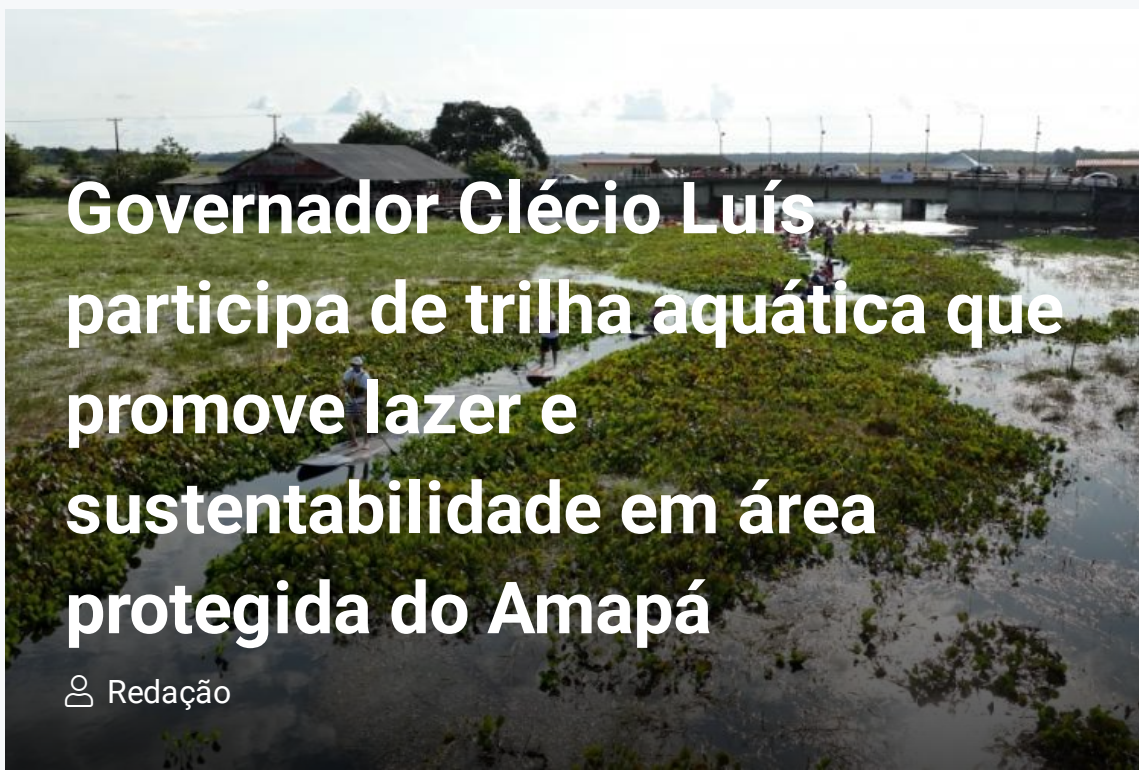 Governador Clécio Luís
participa de trilha aquática que
promove lazer e
sustentabilidade em área
protegida do Amapá
Redação